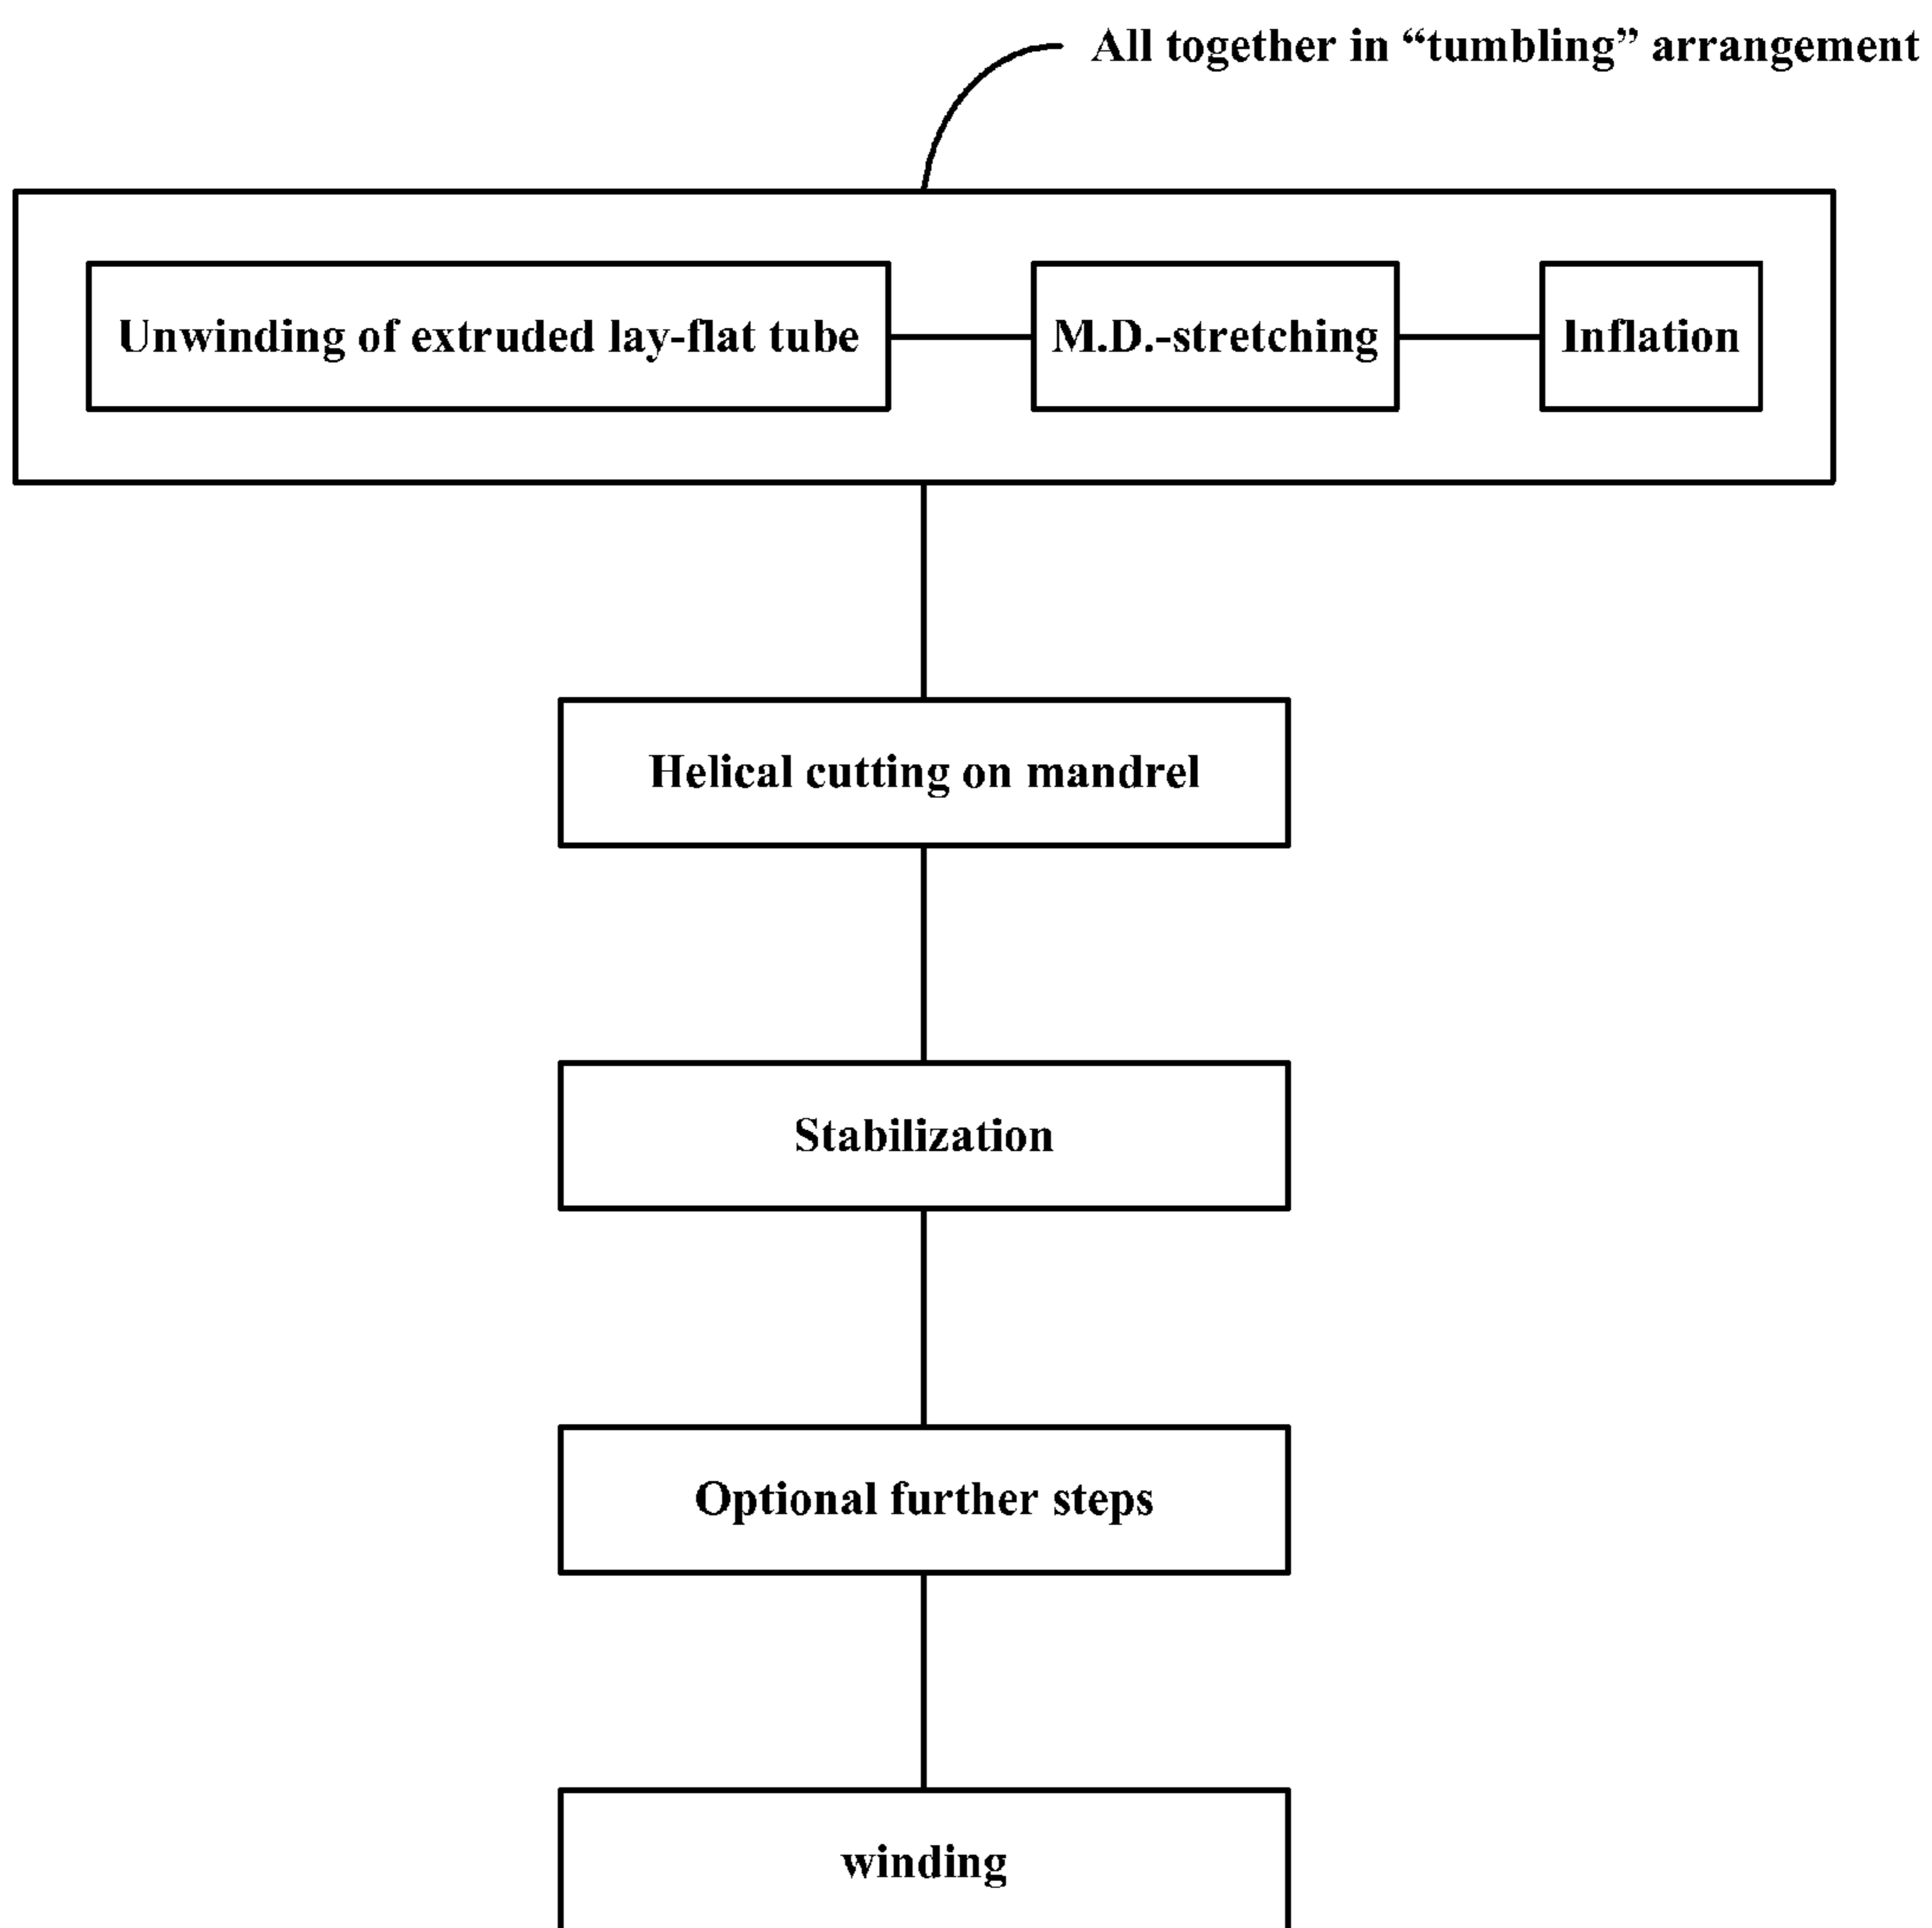 All together in “tumbling” arrangement
Unwinding of extruded lay-flat tube
M.D.-stretching
Inflation
Helical cutting on mandrel
Stabilization
Optional further steps
winding